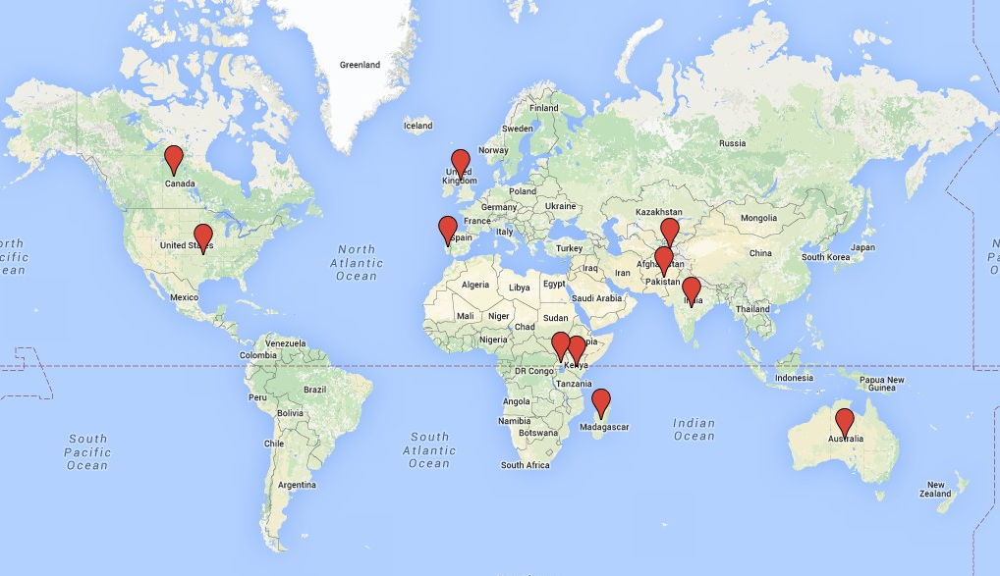 Greenland
Iceland
Finland
Sweden
Norway
Russia
Canada
United
Kingdom
Poland
Germany
Ukraine
France
Kazakhstan
Mongolia
Spain
Italy
Turkey
United States
North
Atlantic
Ocean
China
Japan
South Korea
Iraq
Iran
Afghanistan
Pakistan
Algeria
Libya
Egypt
Saudi Arabia
India
Mexico
Mali
Niger
Chad
Sudan
Thailand
Nigeria
Venezuela
Colombia
Kenya
DR Congo
Tanzania
Indonesia
Papua New
Guinea
Peru
Brazil
Bolivia
Angola
Namibia
Botswana
Madagascar
Indian
Ocean
Australia
South
Pacific
Ocean
South
Atlantic
Ocean
Chile
Argentina
South Africa
New
Zealand